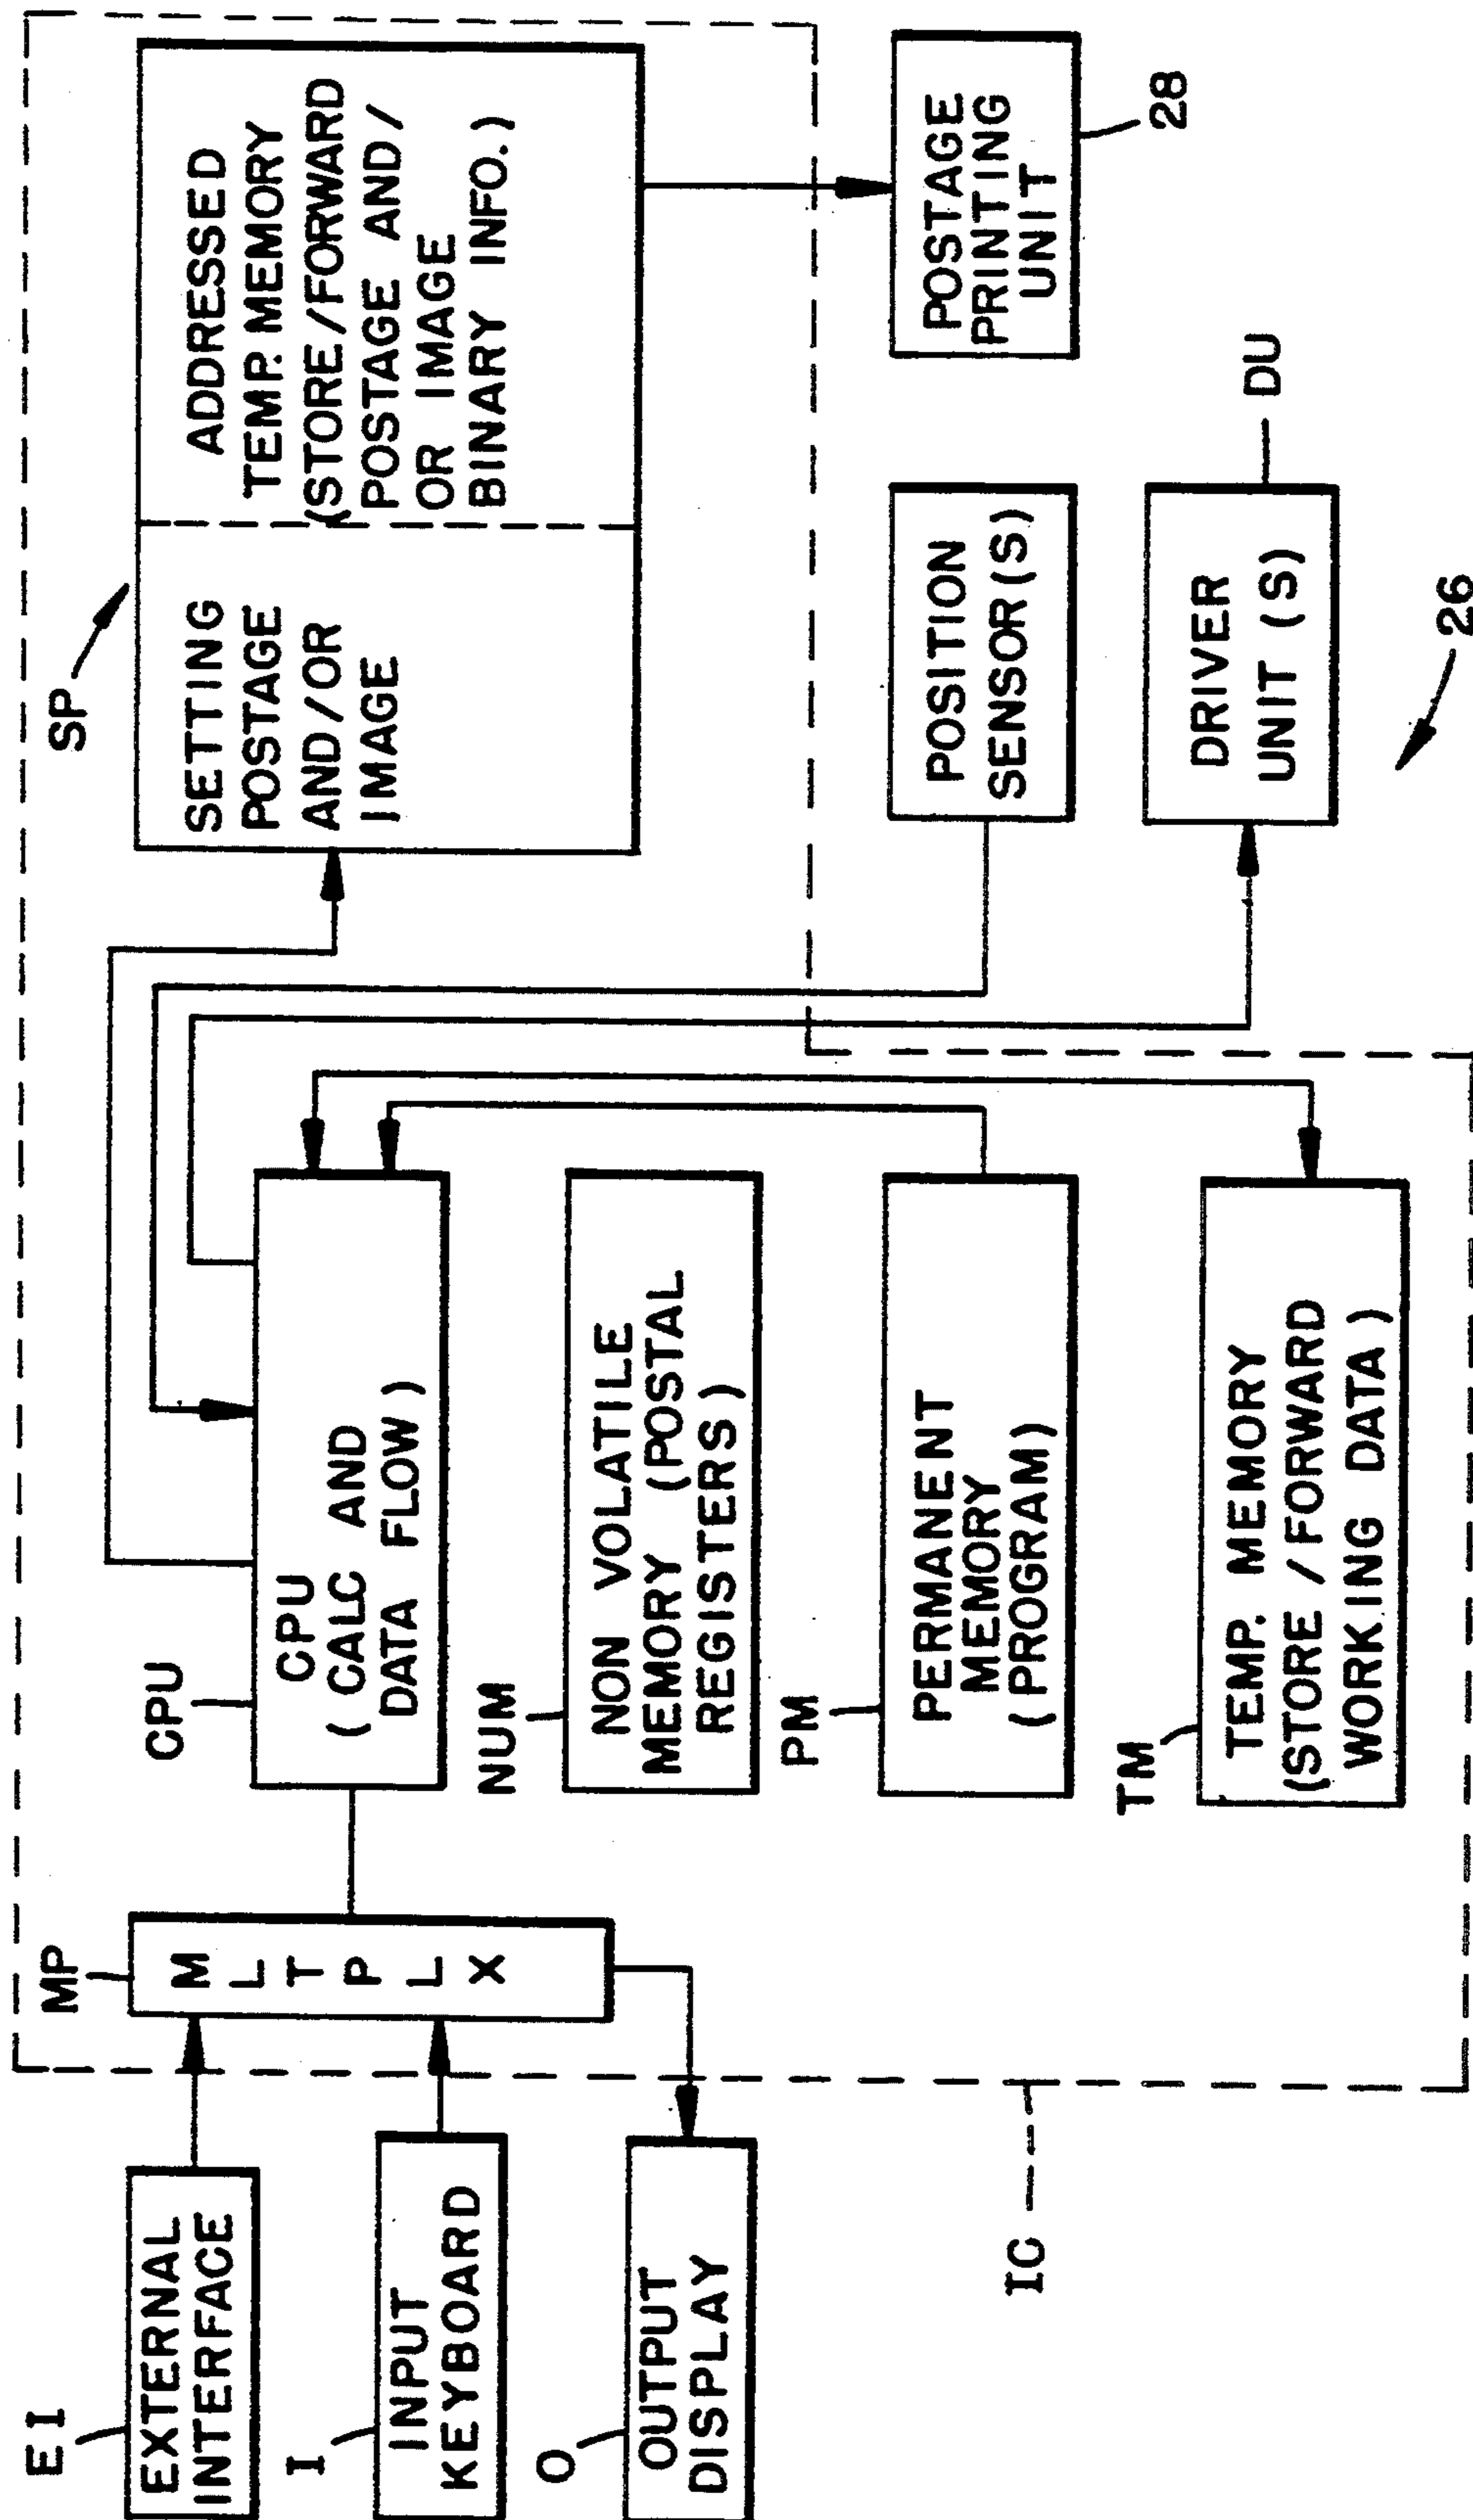 E I
EXTERNAL
INTERFACE
I
INPUT
KEYBOARD
O
OUTPUT
DISPLAY
IC
MP
M
L
T
P
L
X
CPU
CPU
( CALC AND
DATA FLOW )
NUM
NON VOLATILE
MEMORY (POSTAL
REGISTERS )
PM
PERMANENT
MEMORY
( PROGRAM )
TM
TEMP. MEMORY
(STORE / FORWARD
WORKING DATA )
SP
SETTING
POSTAGE
AND/OR
IMAGE
ADDRESSED
TEMP. MEMORY
(STORE/FORWARD
POSTAGE AND/
OR IMAGE
BINARY INFO.)
POSITION
SENSOR(S)
DRIVER
UNIT (S)
DU
26
POSTAGE
PRINTING
UNIT
28